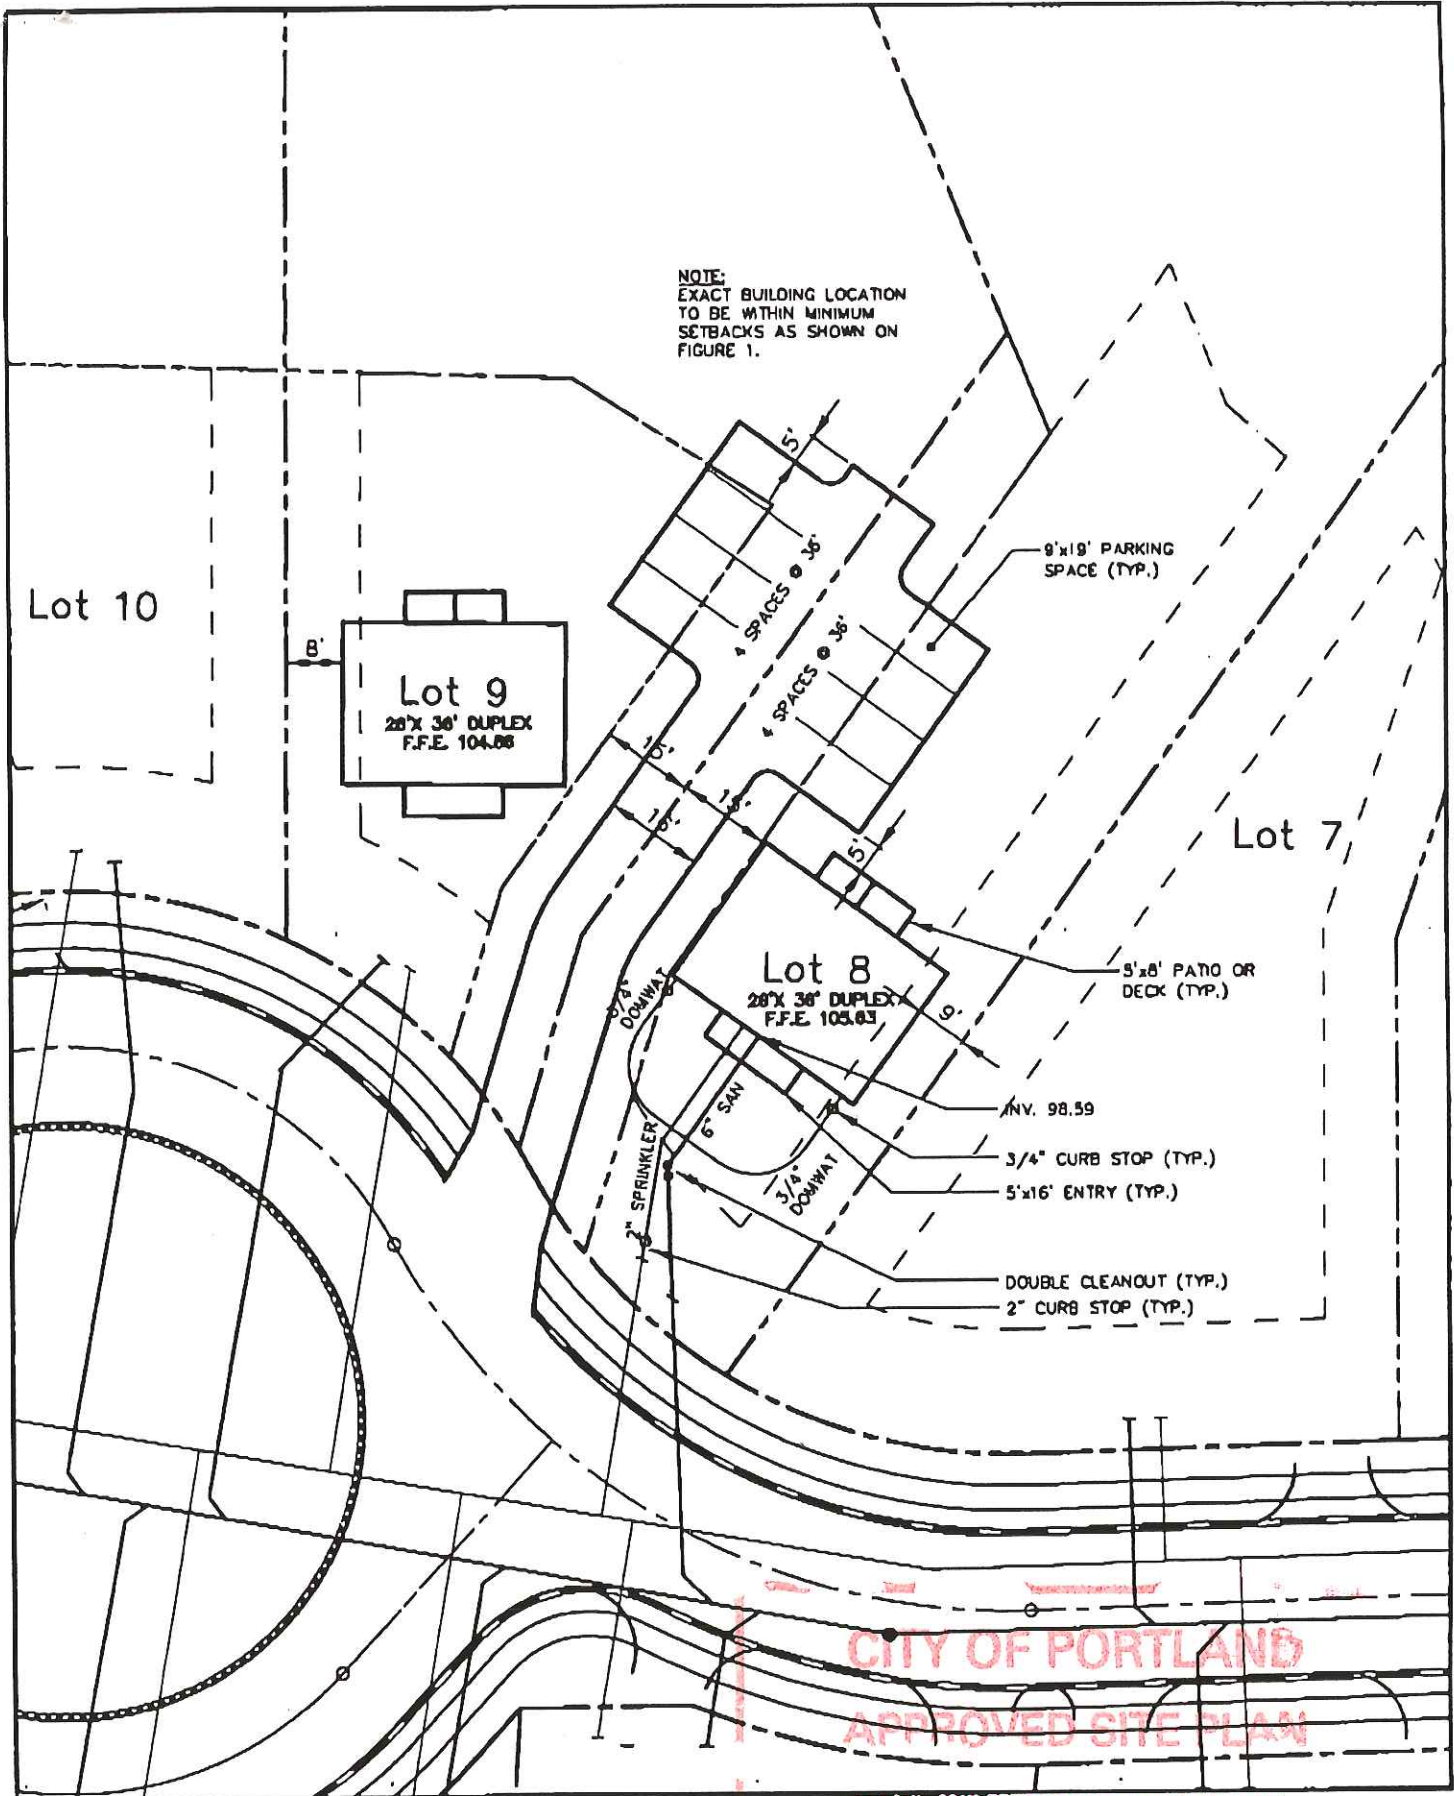 NOTE:
EXACT BUILDING LOCATION
TO BE WITHIN MINIMUM
SETBACKS AS SHOWN ON
FIGURE 1.
5'
9'x19' PARKING
SPACE (TYP.)
4 SPACES @ 36'
4 SPACES @ 36'
Lot 10
8'
Lot 9
28'X 36' DUPLEX
F.F.E. 104.86
15'
Lot 7
5'
Lot 8
28'X 36' DUPLEX
F.F.E. 105.63
5'x8' PATIO OR
DECK (TYP.)
3/4"
DOMWAT
9'
6" SAN
INV. 98.59
2" SPRINKLER
3/4" CURB STOP (TYP.)
3/4"
DOMWAT
5'x16' ENTRY (TYP.)
DOUBLE CLEANOUT (TYP.)
2" CURB STOP (TYP.)
CITY OF PORTLAND
APPROVED SITE PLAN